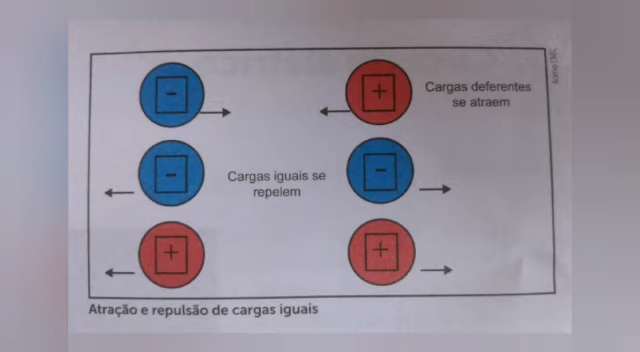 -
+
Cargas deferentes
se atraem
-
Cargas iguais se
repelem
-
+
+
Atração e repulsão de cargas iguais